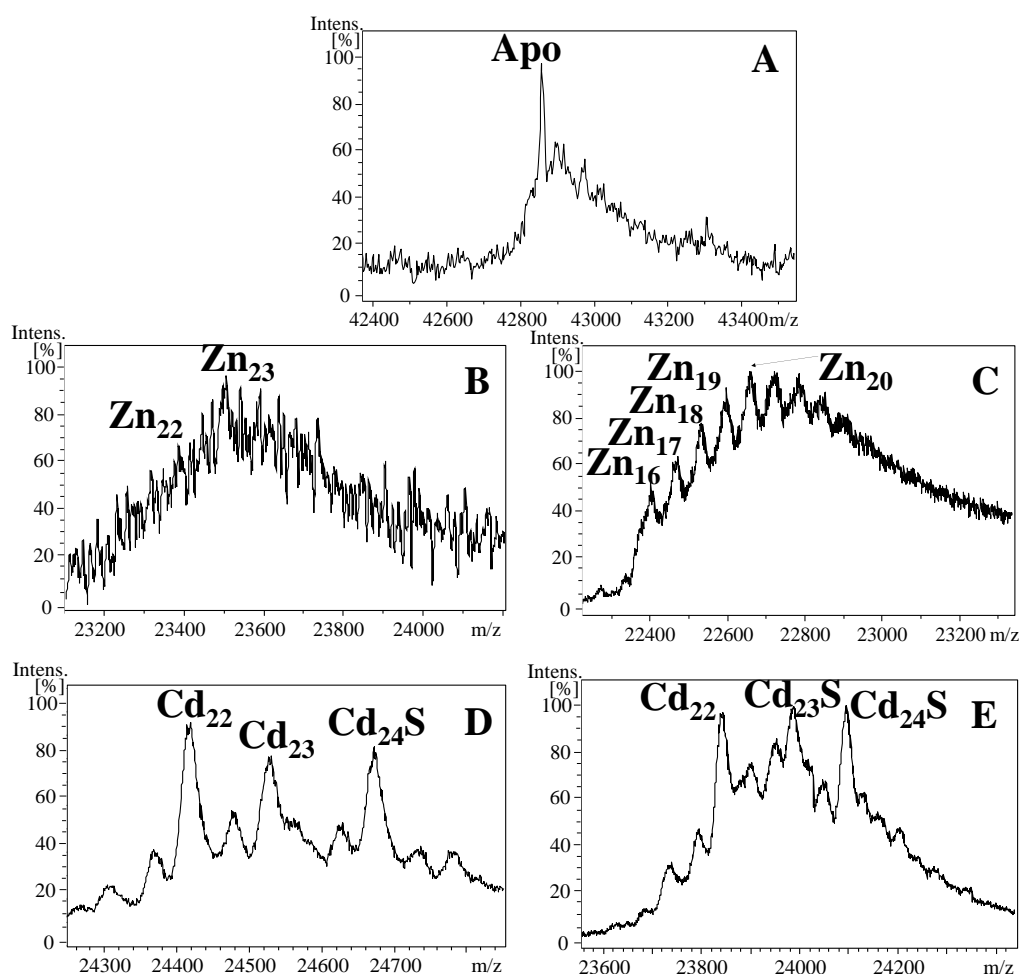 Intens.
[%]
Apo
A
100
80
60
40
20
0
42400 42600 42800 43000 43200 43400 m/z
Intens.
[%]
Zn23
B
Zn22
100
80
60
40
20
0
23200 23400 23600 23800 24000 m/z
Intens.
[%]
Zn19
Zn20
C
Zn18
Zn17
Zn16
100
80
60
40
20
0
22400 22600 22800 23000 23200 m/z
Intens.
[%]
Cd22
Cd23
Cd24S
D
100
80
60
40
20
0
24300 24400 24500 24600 24700 m/z
Intens.
[%]
Cd22
Cd23S
Cd24S
E
100
80
60
40
20
0
23600 23800 24000 24200 m/z